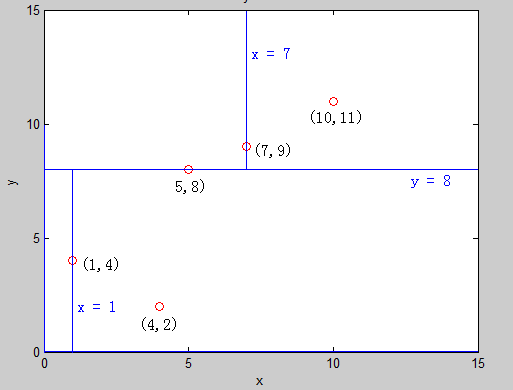 15
x = 7
(10,11)
10
(7,9)
5,8)
y = 8
y
5
(1,4)
x = 1
(4,2)
0
0
5
10
15
x